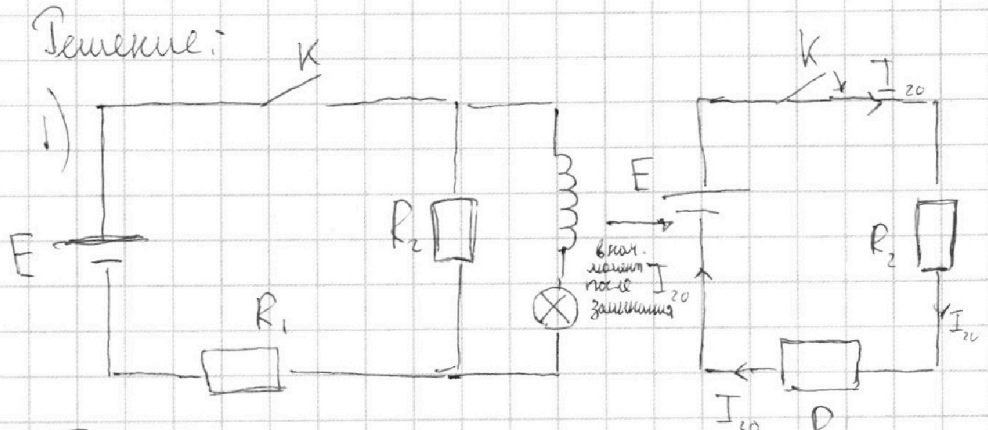 Решение:
1)
K
E
R₂
R₁
в нач.
момент
после
замыкания
I₂₀
K
I₂₀
E
R₂
I₂₀
I₂₀